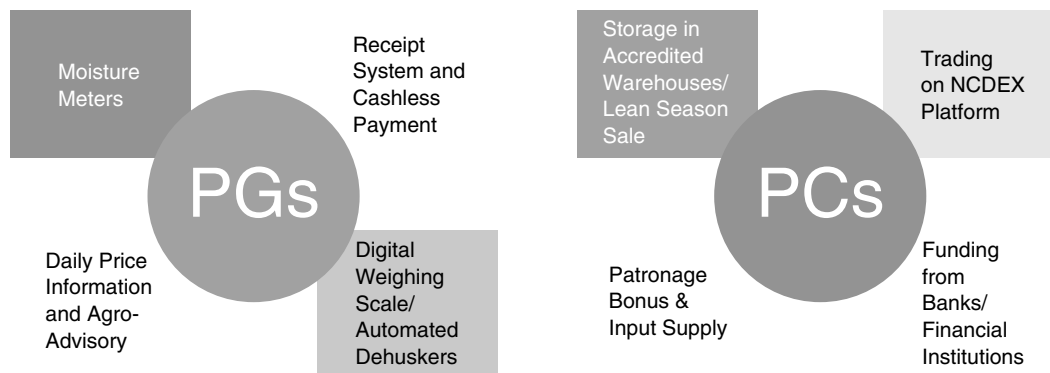 Moisture
Meters
Receipt
System and
Cashless
Payment
PGs
Daily Price
Information
and Agro-
Advisory
Digital
Weighing
Scale/
Automated
Dehuskers
Storage in
Accredited
Warehouses/
Lean Season
Sale
Trading
on NCDEX
Platform
PCs
Patronage
Bonus &
Input Supply
Funding
from
Banks/
Financial
Institutions